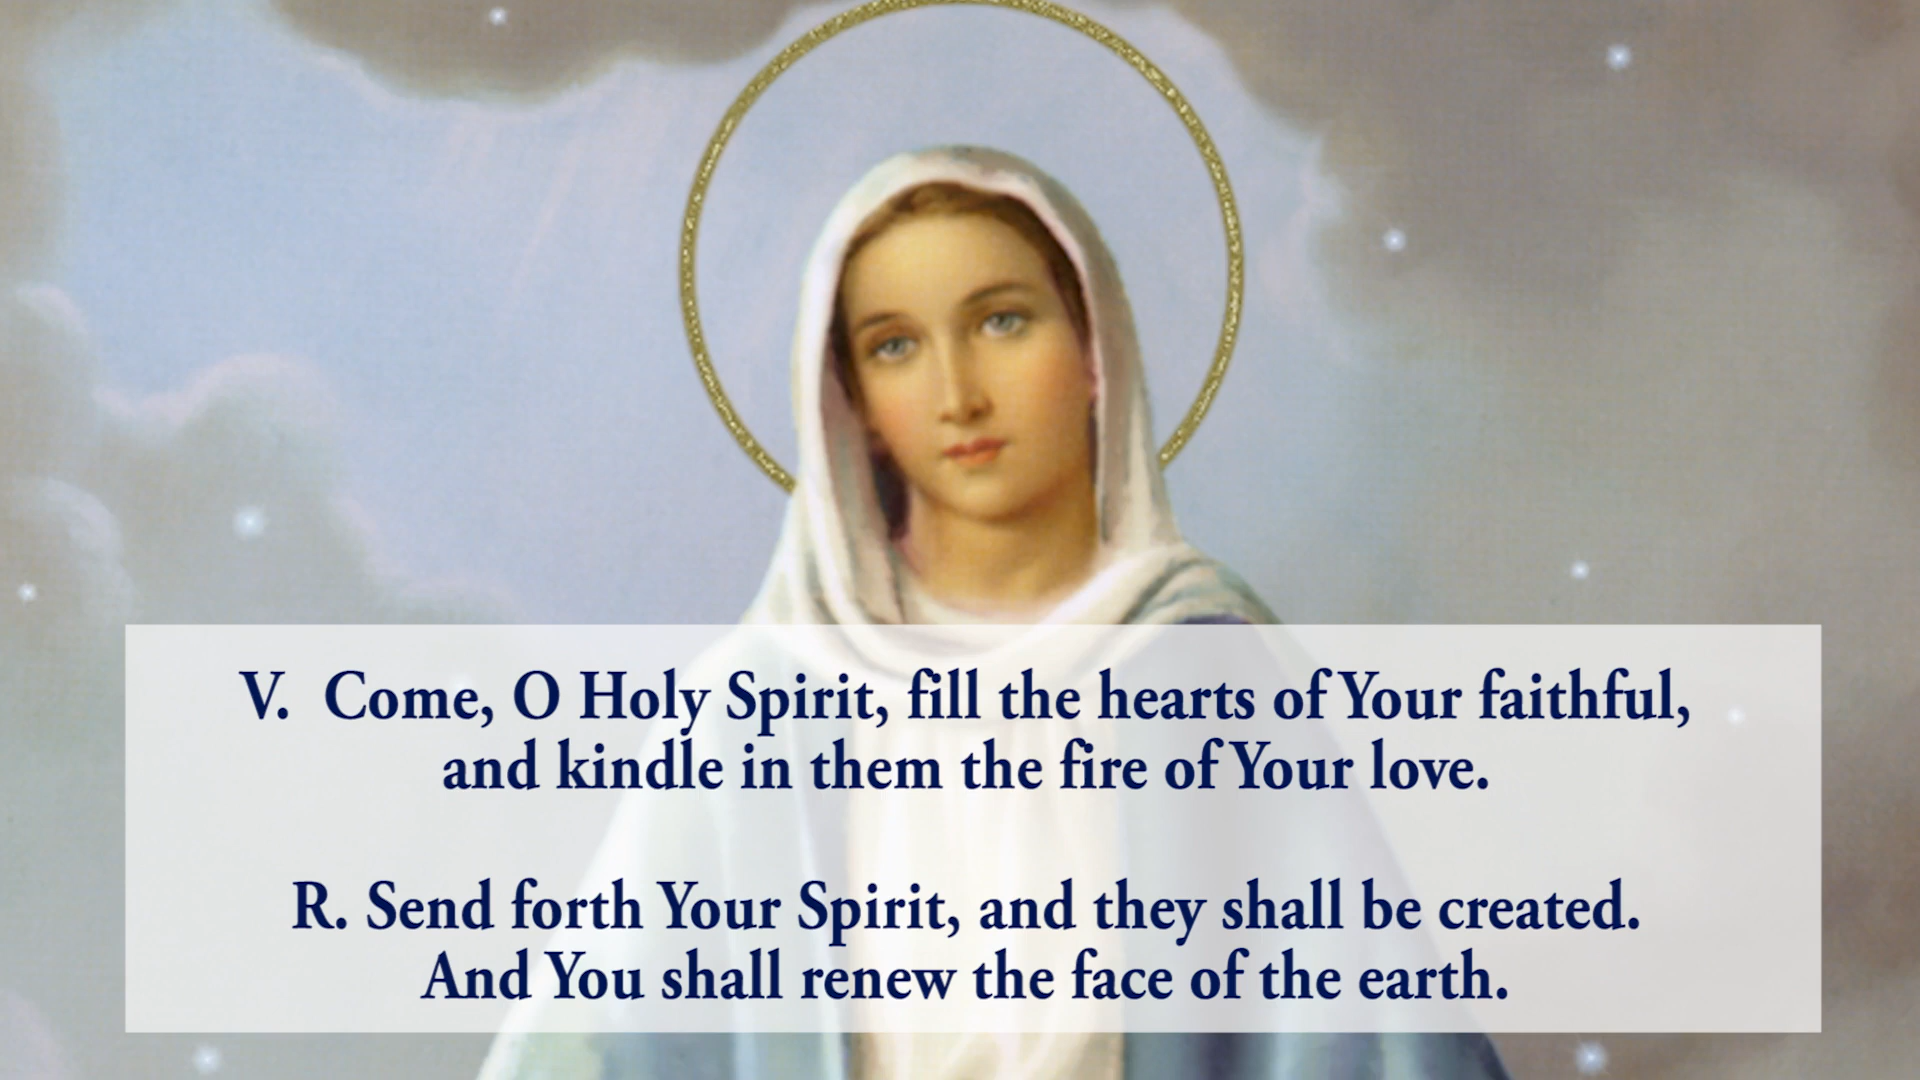 V.  Come, O Holy Spirit, fill the hearts of Your faithful,
and kindle in them the fire of Your love.
R. Send forth Your Spirit, and they shall be created.
And You shall renew the face of the earth.